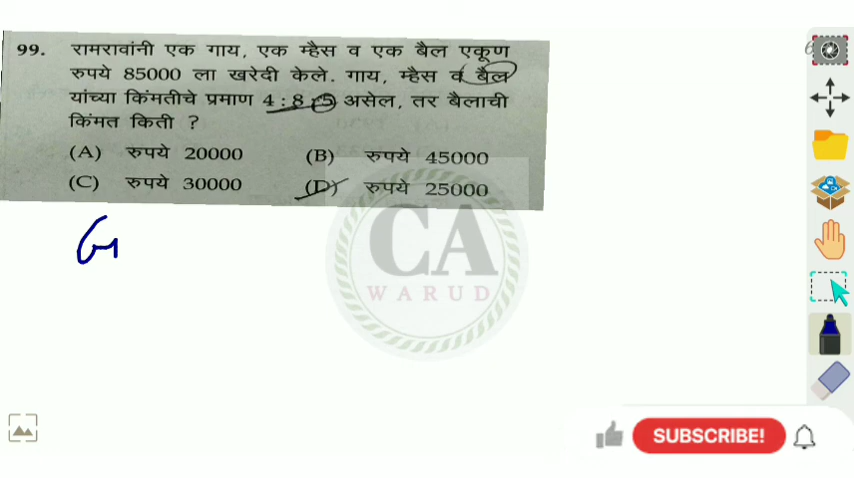 99. रामरावांनी एक गाय, एक म्हैस व एक बैल एकूण
रुपये 85000 ला खरेदी केले. गाय, म्हैस व बैल
यांच्या किंमतीचे प्रमाण 4 : 8 : 5 असेल, तर बैलाची
किंमत किती ?
(A) रुपये 20000 (B) रुपये 45000
(C) रुपये 30000 (D) रुपये 25000
G
CA
WARUD
SUBSCRIBE!